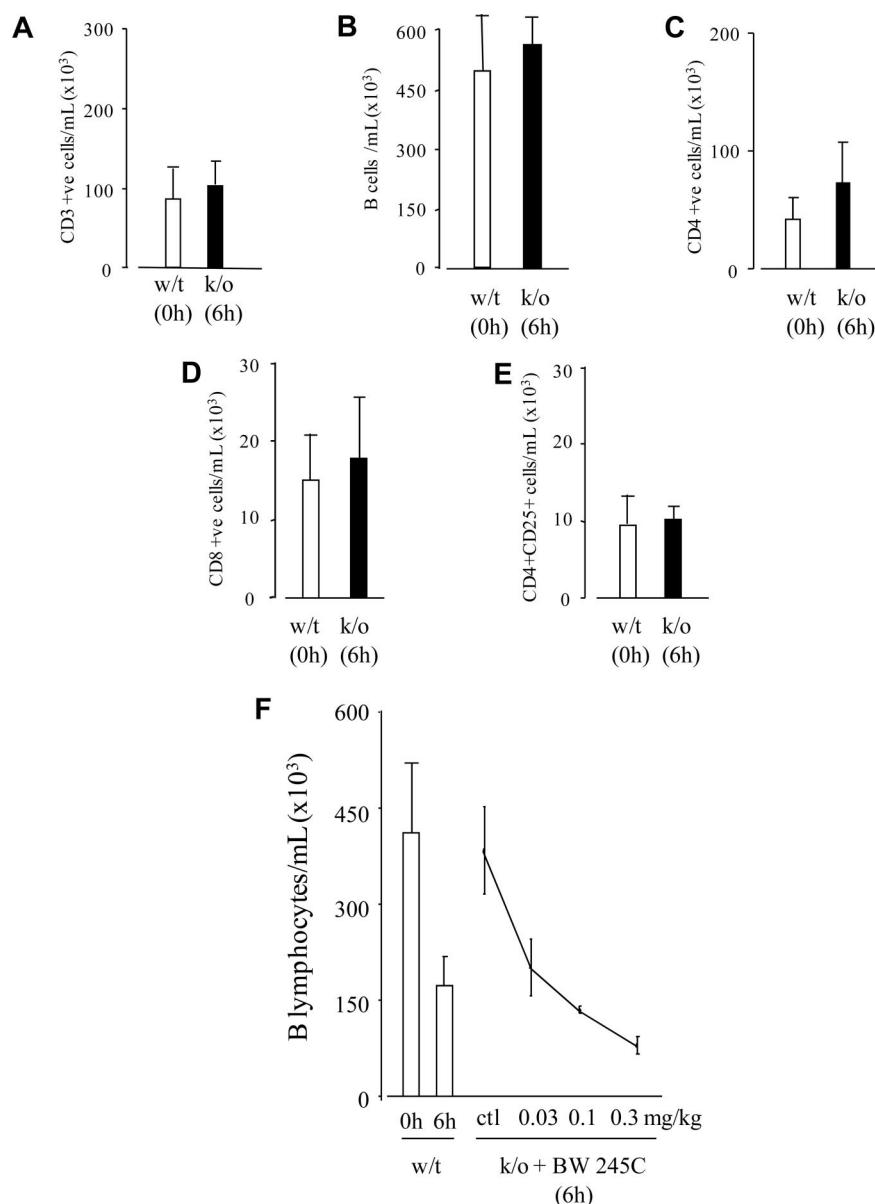 A
CD3 +ve cells/mL (x10³)
300
200
100
0
w/t
k/o
(0h)
(6h)
B
B cells /mL (x10³)
600
450
300
150
0
w/t
k/o
(0h)
(6h)
C
CD4 +ve cells/mL (x10³)
200
100
0
w/t
k/o
(0h)
(6h)
D
CD8 +ve cells/mL (x10³)
30
20
10
0
w/t
k/o
(0h)
(6h)
E
CD4+CD25+ cells/mL (x10³)
30
20
10
0
w/t
k/o
(0h)
(6h)
F
B lymphocytes/mL (x10³)
600
450
300
150
0
0h 6h
ctl 0.03 0.1 0.3 mg/kg
w/t
k/o + BW 245C
(6h)